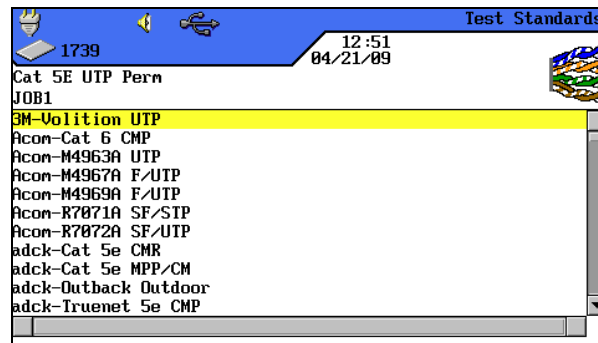 Test Standards
1739
12:51
04/21/09
Cat 5E UTP Perm
JOB1
3M-Volition UTP
Acom-Cat 6 CMP
Acom-M4963A UTP
Acom-M4967A F/UTP
Acom-M4969A F/UTP
Acom-R7071A SF/STP
Acom-R7072A SF/UTP
adck-Cat 5e CMR
adck-Cat 5e MPP/CM
adck-Outback Outdoor
adck-Truenet 5e CMP